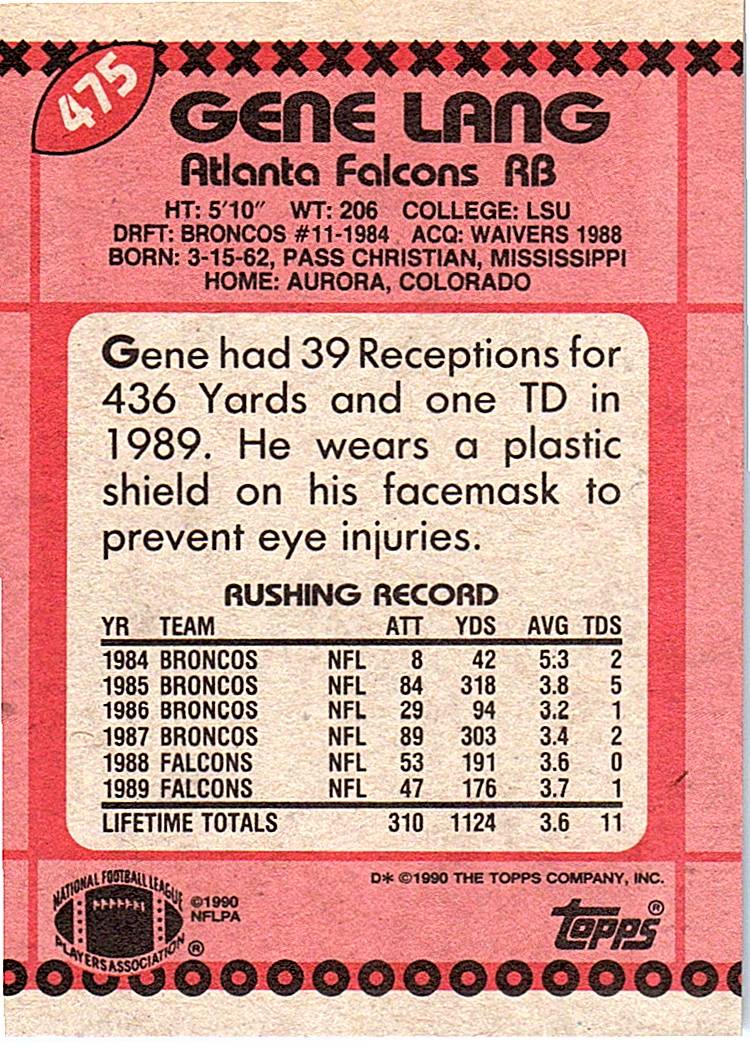 475
GENE LANG
Atlanta Falcons RB
HT: 5'10" WT: 206 COLLEGE: LSU
DRFT: BRONCOS #11-1984 ACQ: WAIVERS 1988
BORN: 3-15-62, PASS CHRISTIAN, MISSISSIPPI
HOME: AURORA, COLORADO
Gene had 39 Receptions for
436 Yards and one TD in
1989. He wears a plastic
shield on his facemask to
prevent eye injuries.
RUSHING RECORD
YR TEAM ATT YDS AVG TDS
1984 BRONCOS NFL 8 42 5.3 2
1985 BRONCOS NFL 84 318 3.8 5
1986 BRONCOS NFL 29 94 3.2 1
1987 BRONCOS NFL 89 303 3.4 2
1988 FALCONS NFL 53 191 3.6 0
1989 FALCONS NFL 47 176 3.7 1
LIFETIME TOTALS 310 1124 3.6 11
D* ©1990 THE TOPPS COMPANY, INC.
NATIONAL FOOTBALL LEAGUE
PLAYERS ASSOCIATION ®
©1990
NFLPA
topps®